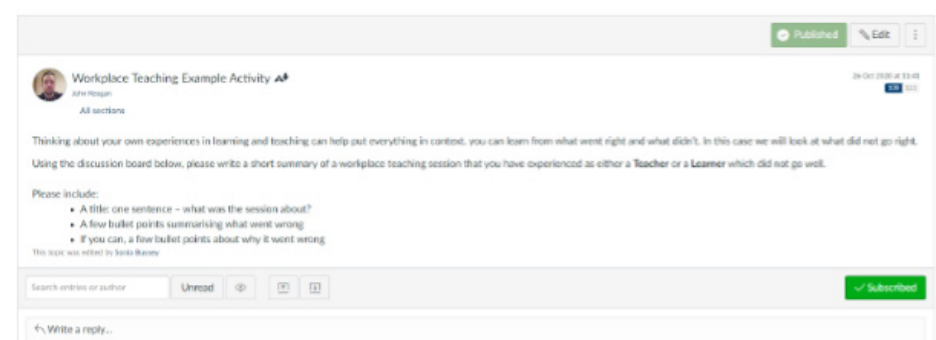 Published Edit
Workplace Teaching Example Activity
John Reagan
All sections
Thinking about your own experiences in learning and teaching can help put everything in context, you can learn from what went right and what didn't. In this case we will look at what did not go right.
Using the discussion board below, please write a short summary of a workplace teaching session that you have experienced as either a Teacher or a Learner which did not go well.
Please include:
• A title: one sentence – what was the session about?
• A few bullet points summarising what went wrong
• If you can, a few bullet points about why it went wrong
This topic was edited by
Search entries or author Unread
Subscribed
Write a reply...